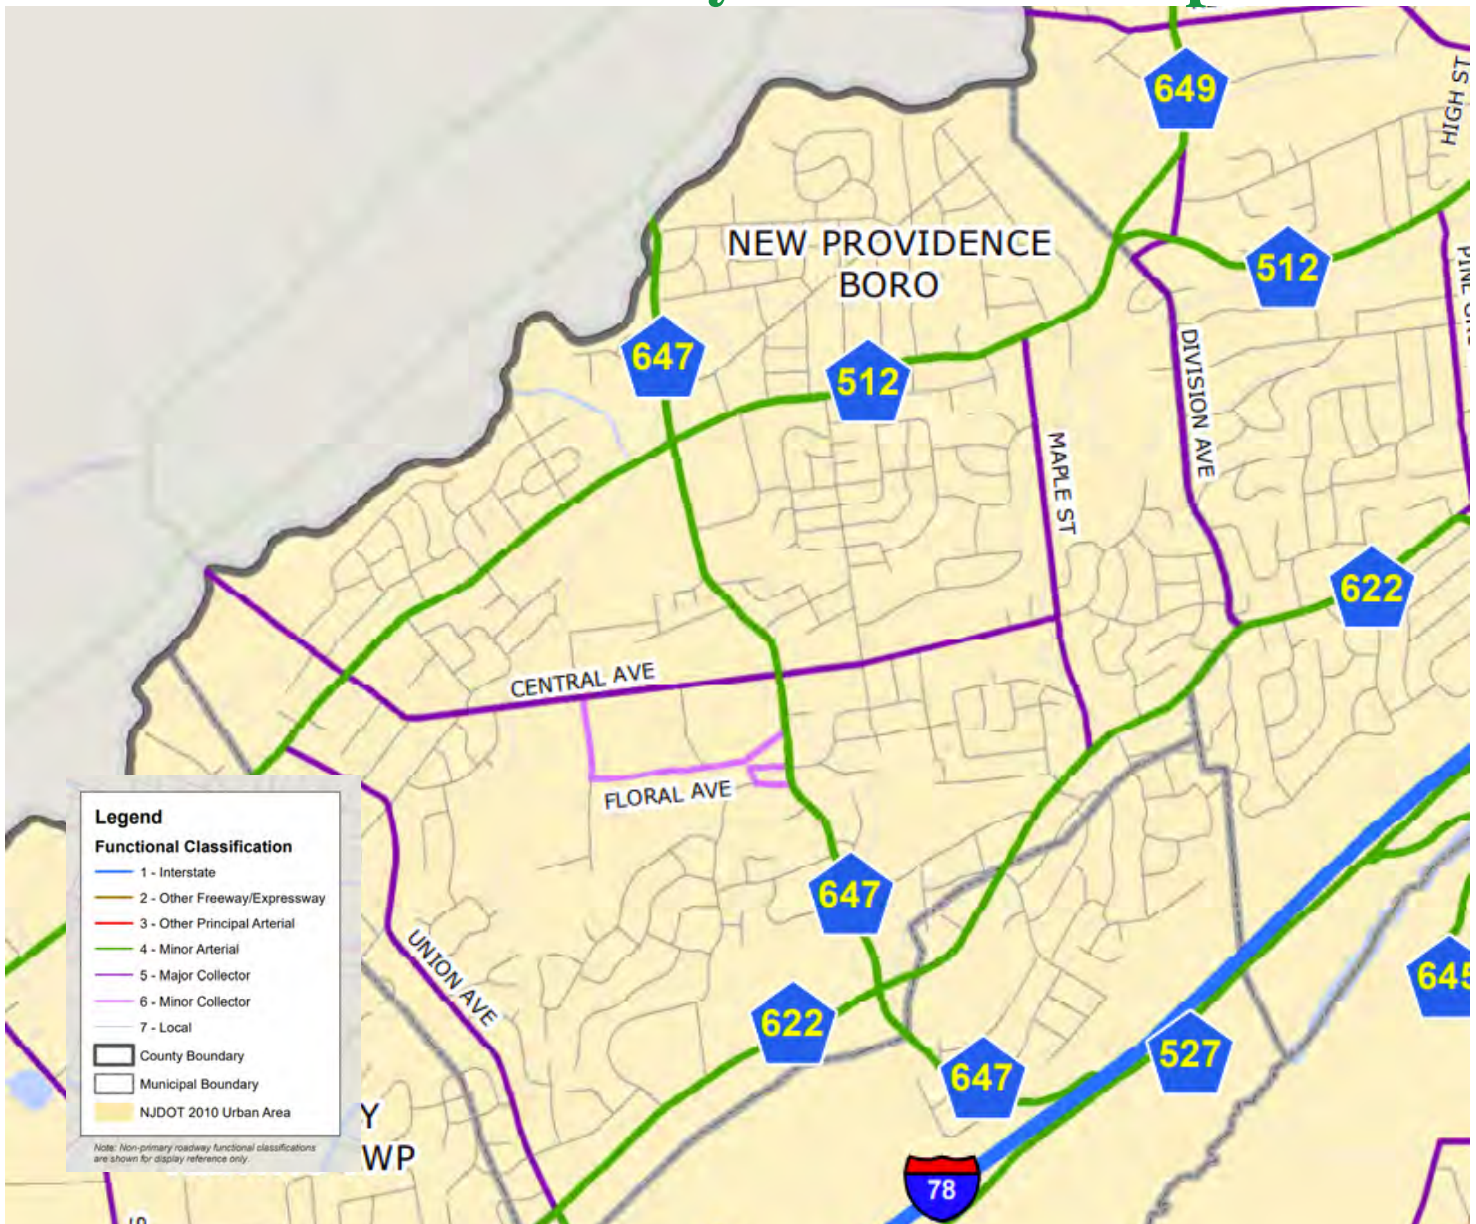 649
HIGH ST
NEW PROVIDENCE
BORO
512
647
512
DIVISION AVE
MAPLE ST
622
CENTRAL AVE
FLORAL AVE
647
UNION AVE
645
622
527
647
78
Y
WP
Legend
Functional Classification
1 - Interstate
2 - Other Freeway/Expressway
3 - Other Principal Arterial
4 - Minor Arterial
5 - Major Collector
6 - Minor Collector
7 - Local
County Boundary
Municipal Boundary
NJDOT 2010 Urban Area
Note: Non-primary roadway functional classifications
are shown for display reference only.